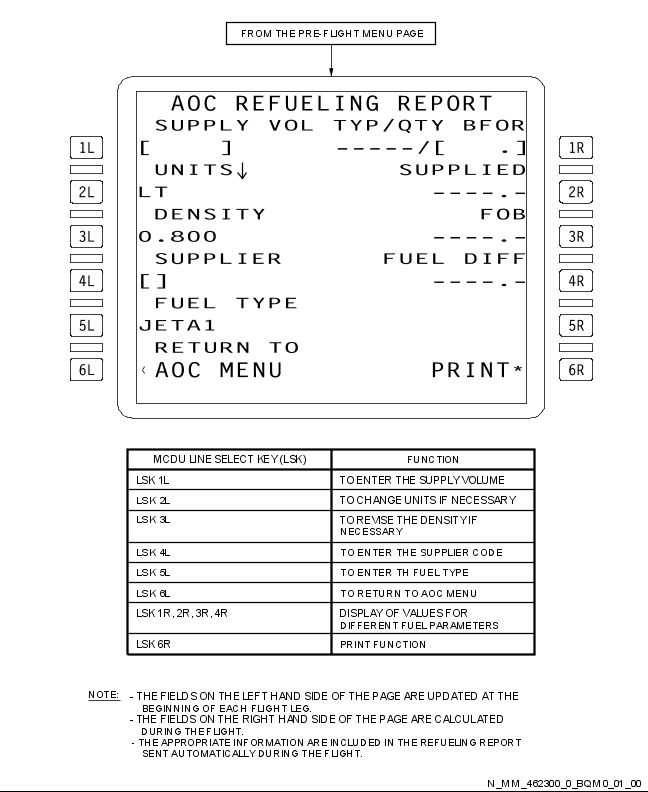 FROM THE PRE-FLIGHT MENU PAGE
AOC REFUELING REPORT
SUPPLY VOL TYP/QTY BFOR
1L [ ] -----/[ .] 1R
UNITS↓ SUPPLIED
2L LT ----.- 2R
DENSITY FOB
3L 0.800 ----.- 3R
SUPPLIER FUEL DIFF
4L [] ----.- 4R
FUEL TYPE
5L JETA1 5R
RETURN TO
6L <AOC MENU PRINT* 6R
MCDU LINE SELECT KEY (LSK) FUNCTION
LSK 1L TO ENTER THE SUPPLY VOLUME
LSK 2L TO CHANGE UNITS IF NECESSARY
LSK 3L TO REVISE THE DENSITY IF
NECESSARY
LSK 4L TO ENTER THE SUPPLIER CODE
LSK 5L TO ENTER TH FUEL TYPE
LSK 6L TO RETURN TO AOC MENU
LSK 1R, 2R, 3R, 4R DISPLAY OF VALUES FOR
DIFFERENT FUEL PARAMETERS
LSK 6R PRINT FUNCTION
NOTE: - THE FIELDS ON THE LEFT HAND SIDE OF THE PAGE ARE UPDATED AT THE
BEGINNING OF EACH FLIGHT LEG.
- THE FIELDS ON THE RIGHT HAND SIDE OF THE PAGE ARE CALCULATED
DURING THE FLIGHT.
- THE APPROPRIATE INFORMATION ARE INCLUDED IN THE REFUELING REPORT
SENT AUTOMATICALLY DURING THE FLIGHT.
N_MM_462300_0_BQM0_01_00